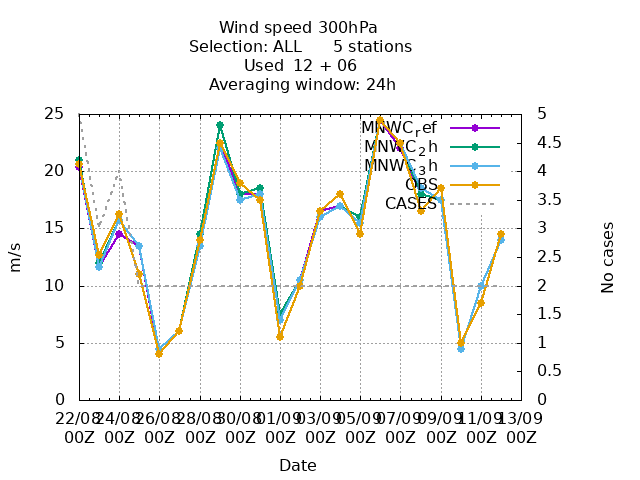 Wind speed 300hPa
Selection: ALL      5 stations
Used  12 + 06
Averaging window: 24h
25 5
4.5
20 4
3.5
15 3
2.5
10 2
1.5
5 1
0.5
0 0
m/s
No cases
MNWCref
MNWC2h
MNWC3h
OBS
CASES
22/08 24/08 26/08 28/08 30/08 01/09 03/09 05/09 07/09 09/09 11/09 13/09
00Z 00Z 00Z 00Z 00Z 00Z 00Z 00Z 00Z 00Z 00Z 00Z
Date